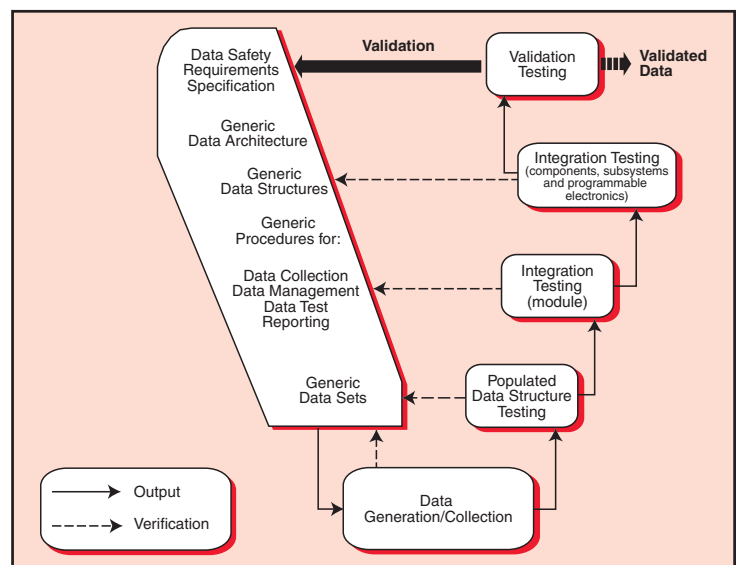 Data Safety
Requirements
Specification
Generic
Data Architecture
Generic
Data Structures
Generic
Procedures for:
Data Collection
Data Management
Data Test
Reporting
Generic
Data Sets
Validation
Validation
Testing
Validated
Data
Integration Testing
(components, subsystems
and programmable
electronics)
Integration
Testing
(module)
Populated
Data Structure
Testing
Data
Generation/Collection
Output
Verification